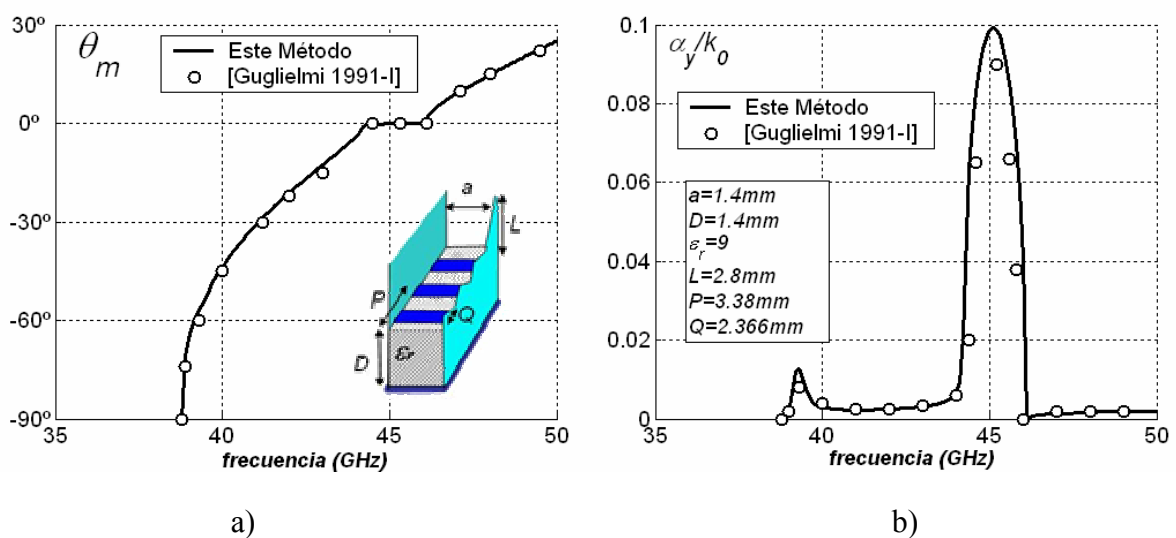 30º
0º
-30º
-60º
-90º
35
40
45
50
frecuencia (GHz)
θm
Este Método
[Guglielmi 1991-I]
a
L
P
Q
D
εr
a)
0.1
0.08
0.06
0.04
0.02
0
35
40
45
50
frecuencia (GHz)
αy/k0
Este Método
[Guglielmi 1991-I]
a=1.4mm
D=1.4mm
εr=9
L=2.8mm
P=3.38mm
Q=2.366mm
b)